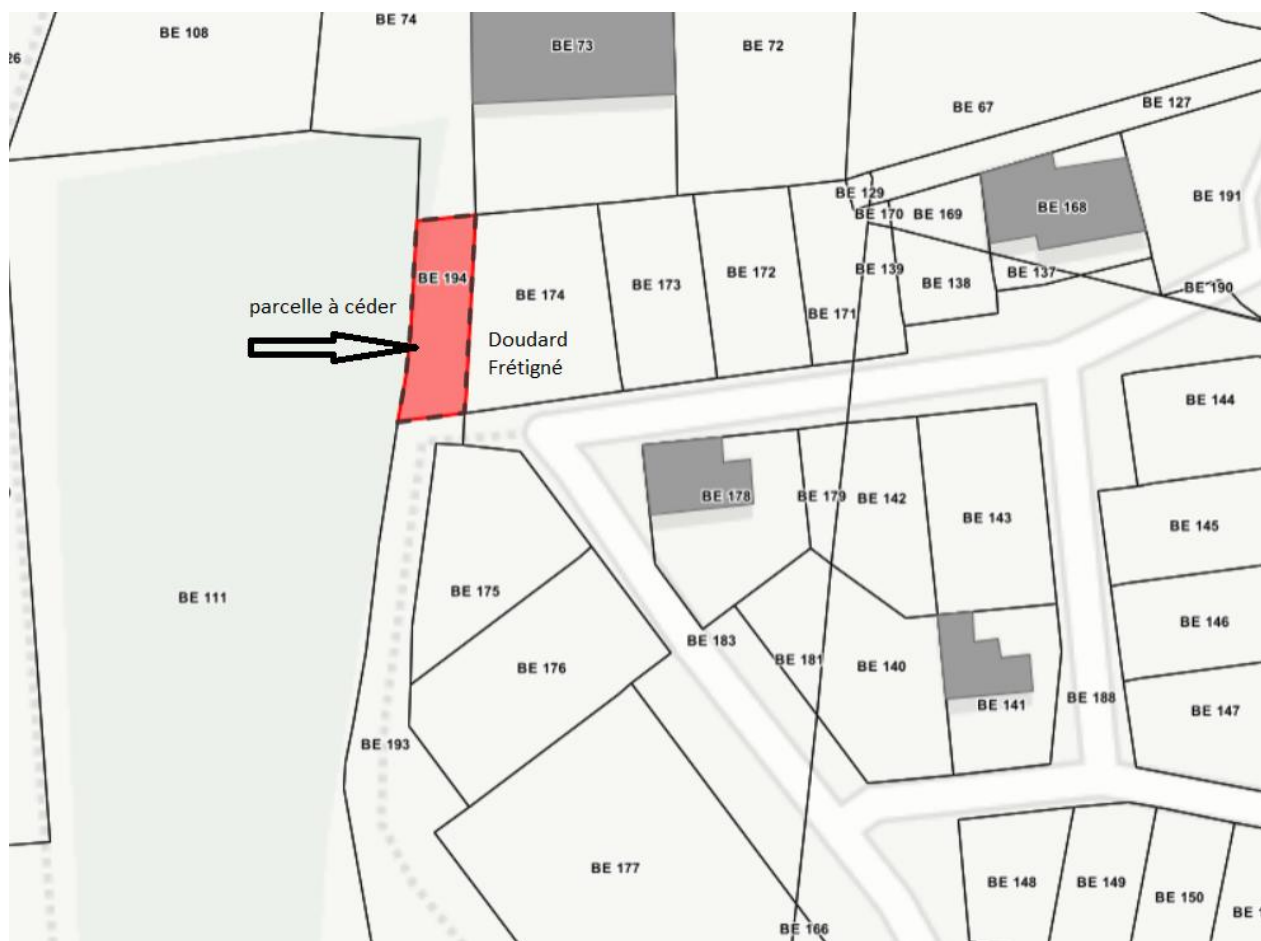 BE 74
BE 108
BE 73
BE 72
26
BE 67
BE 127
BE 129
BE 170
BE 169
BE 168
BE 191
BE 194
BE 174
BE 173
BE 172
BE 139
BE 138
BE 137
BE 190
parcelle à céder
BE 171
Doudard
Frétigné
BE 144
BE 178
BE 179
BE 142
BE 143
BE 145
BE 111
BE 175
BE 146
BE 183
BE 176
BE 181
BE 140
BE 141
BE 188
BE 147
BE 193
BE 177
BE 148
BE 149
BE 150
BE 1
BE 166